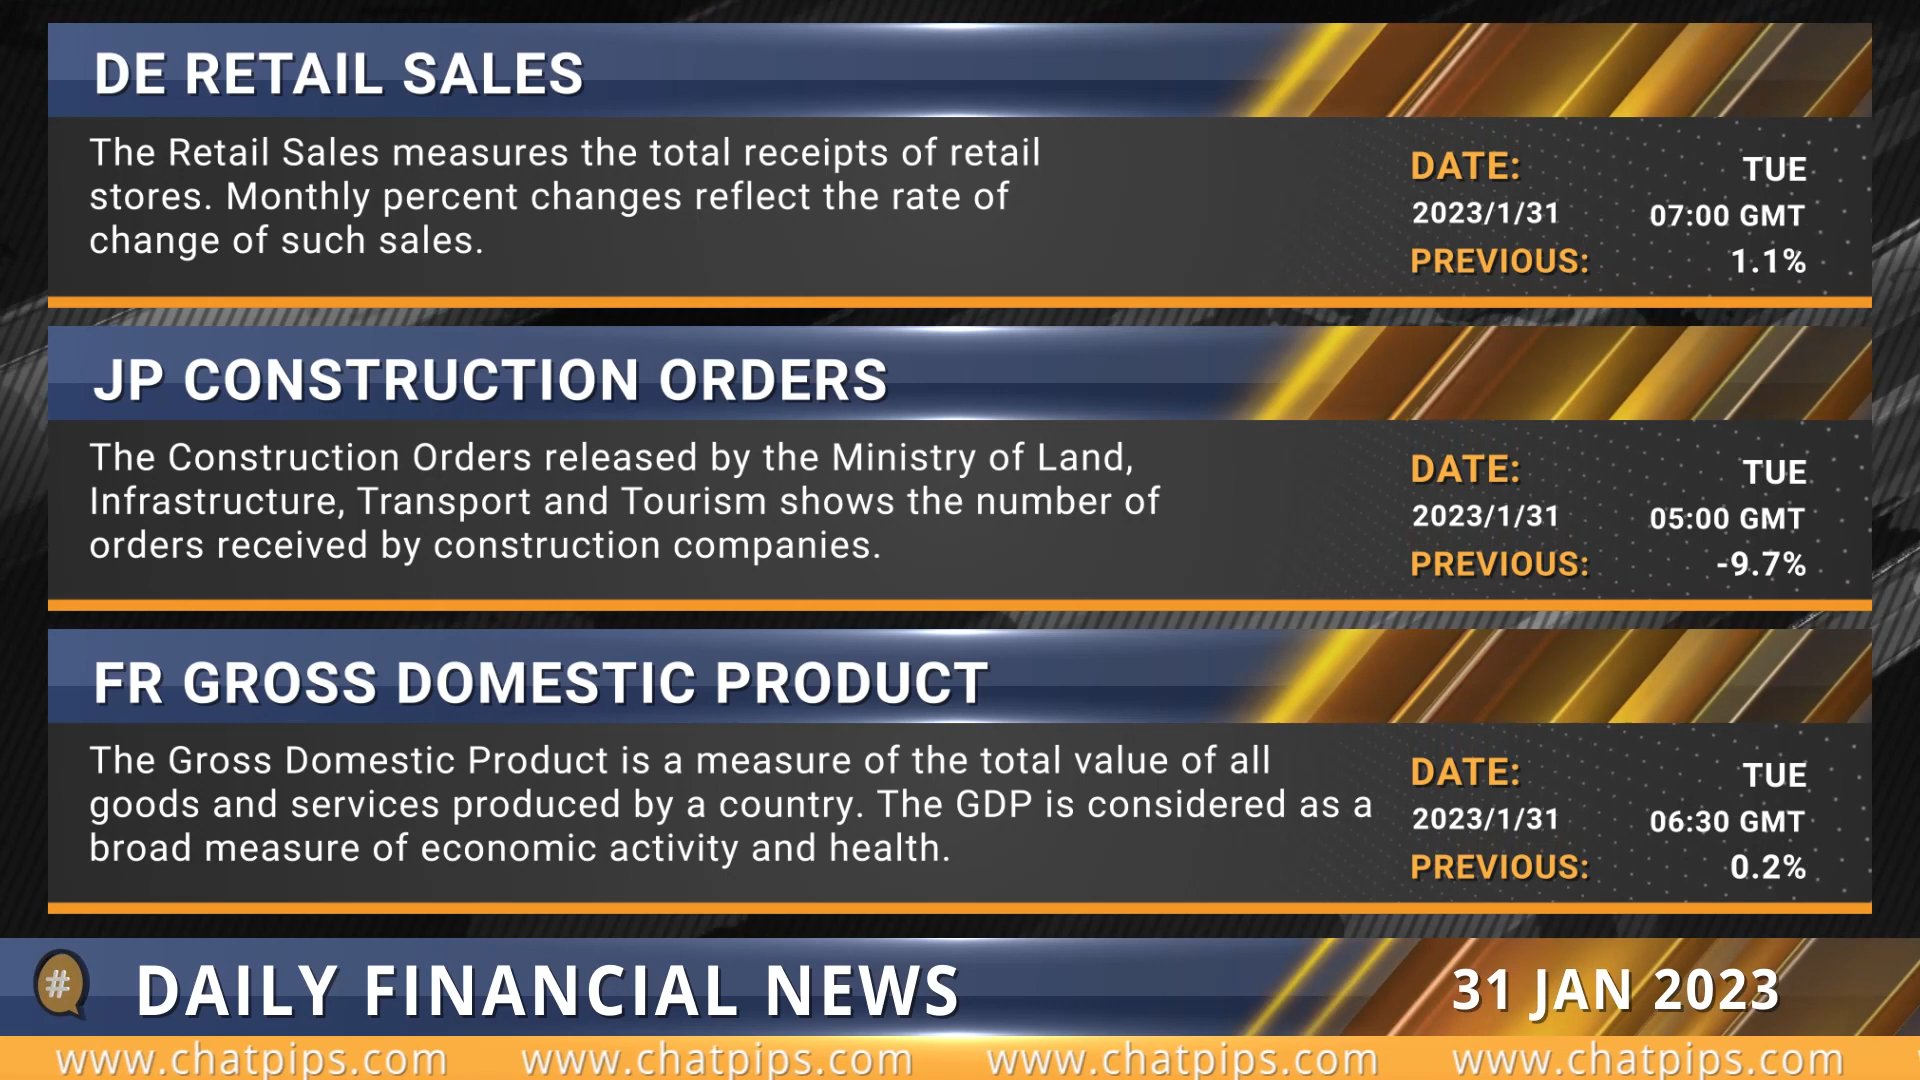 DE RETAIL SALES
The Retail Sales measures the total receipts of retail
stores. Monthly percent changes reflect the rate of
change of such sales.
DATE: TUE
2023/1/31 07:00 GMT
PREVIOUS: 1.1%
JP CONSTRUCTION ORDERS
The Construction Orders released by the Ministry of Land,
Infrastructure, Transport and Tourism shows the number of
orders received by construction companies.
DATE: TUE
2023/1/31 05:00 GMT
PREVIOUS: -9.7%
FR GROSS DOMESTIC PRODUCT
The Gross Domestic Product is a measure of the total value of all
goods and services produced by a country. The GDP is considered as a
broad measure of economic activity and health.
DATE: TUE
2023/1/31 06:30 GMT
PREVIOUS: 0.2%
# DAILY FINANCIAL NEWS 31 JAN 2023
www.chatpips.com www.chatpips.com www.chatpips.com www.chatpips.com